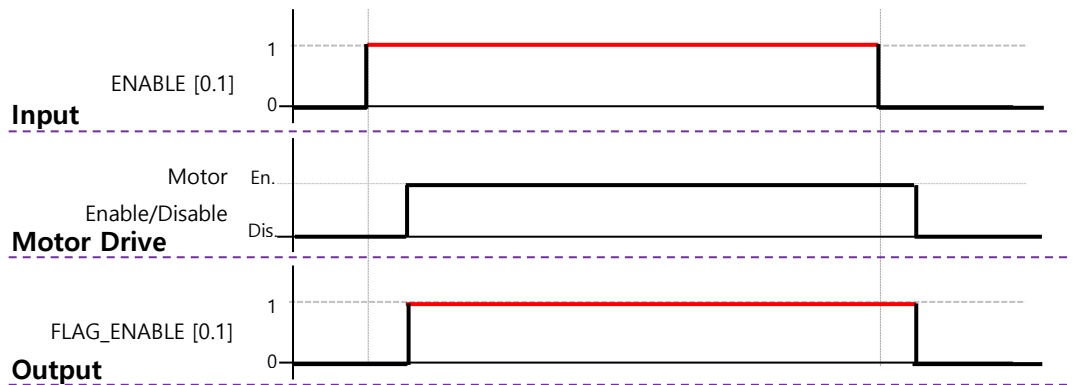 1
ENABLE [0.1]
0
Input
Motor En.
Enable/Disable
Dis.
Motor Drive
1
FLAG_ENABLE [0.1]
0
Output